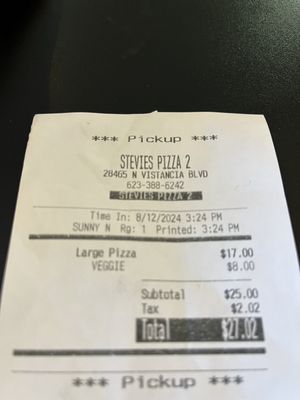 *** Pickup ***
STEVIES PIZZA 2
28465 N VISTANCIA BLVD
623-388-6242
STEVIES PIZZA 2
Time In: 8/12/2024 3:24 PM
SUNNY N Rg: 1 Printed: 3:24 PM
Large Pizza $17.00
VEGGIE $8.00
Subtotal $25.00
Tax $2.02
Total $27.02
*** Pickup ***